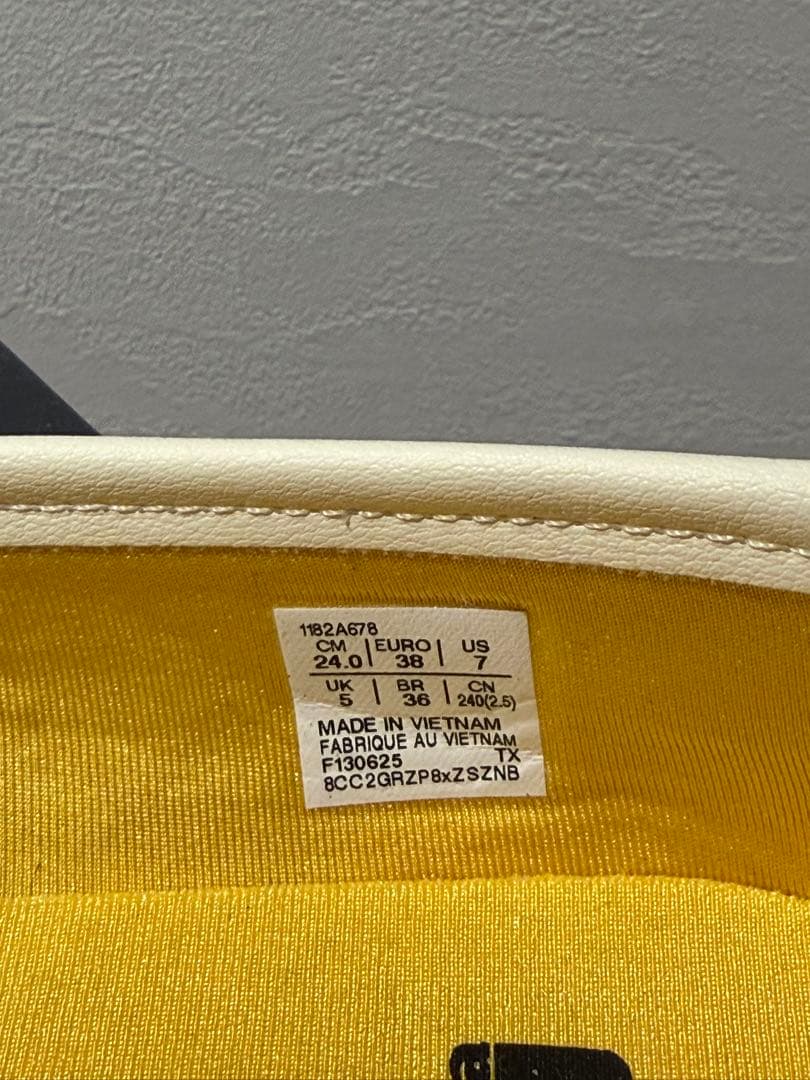 1182A678
CM | EURO | US
24.0 | 38 | 7
UK | BR | CN
5 | 36 | 240(2.5)
MADE IN VIETNAM
FABRIQUE AU VIETNAM
F130625 TX
8CC2GRZP8xZSZNB